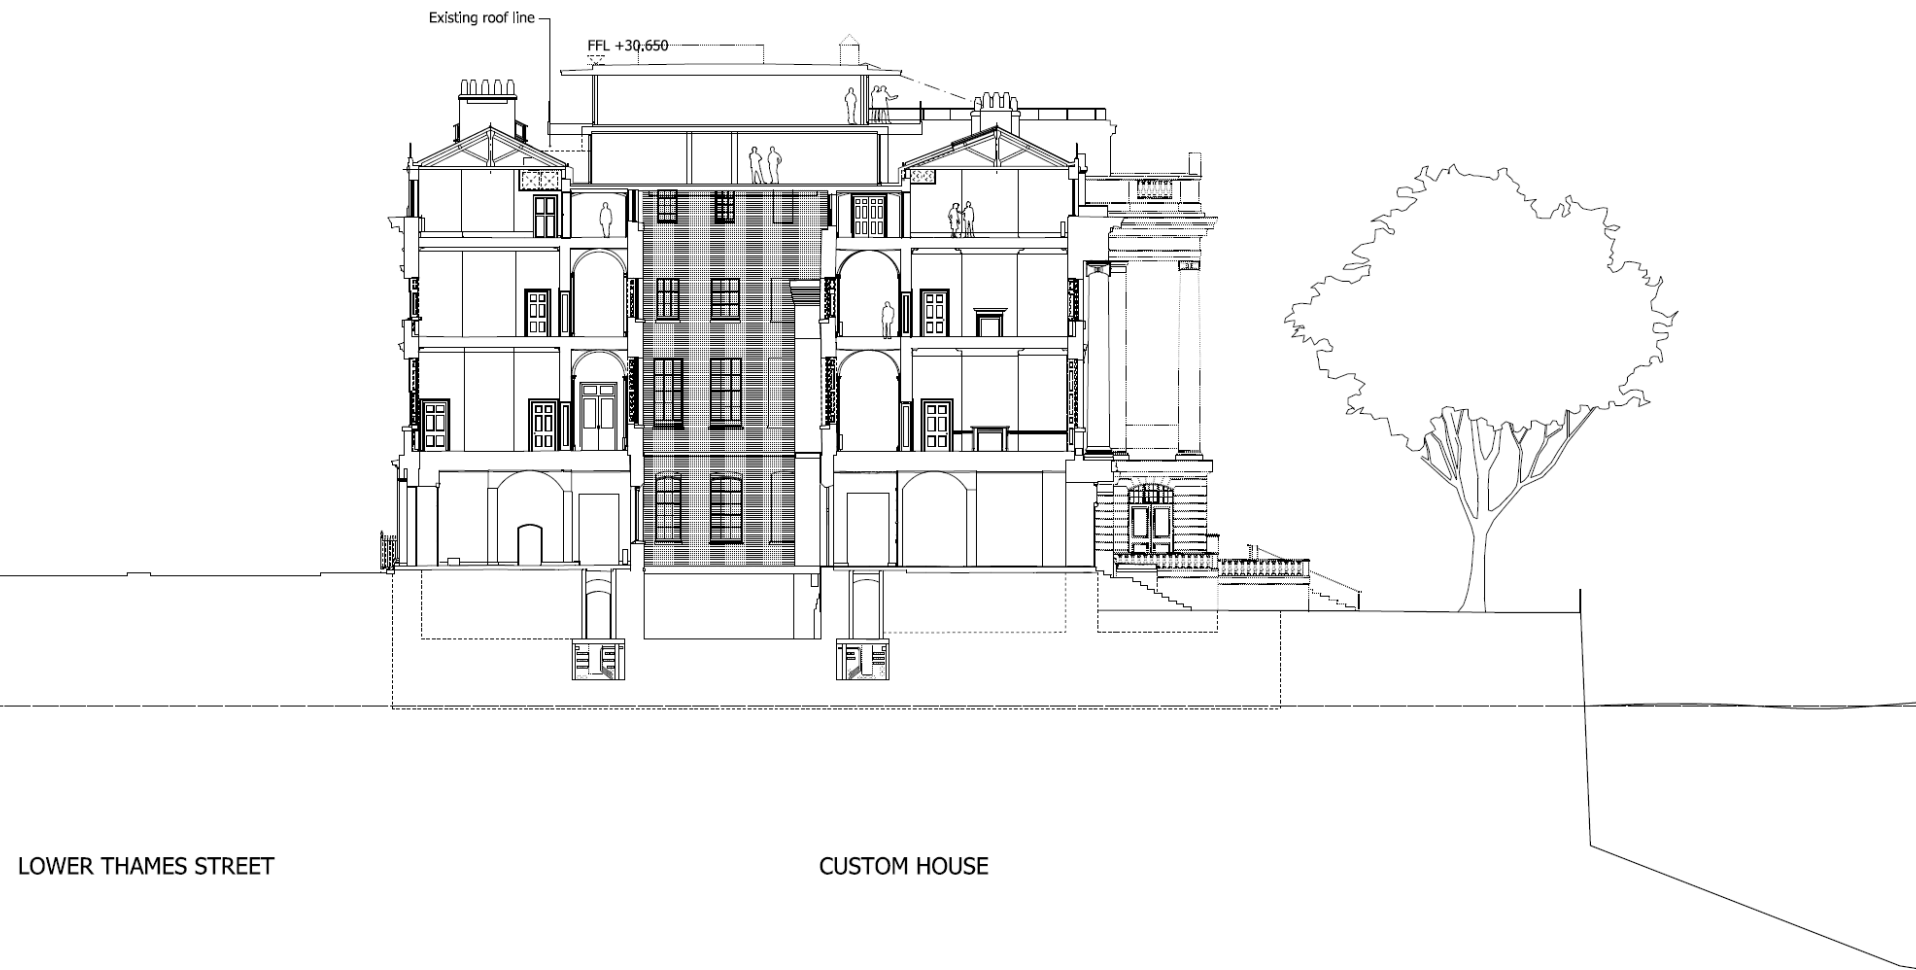 Existing roof line
FFL +30.650
LOWER THAMES STREET
CUSTOM HOUSE